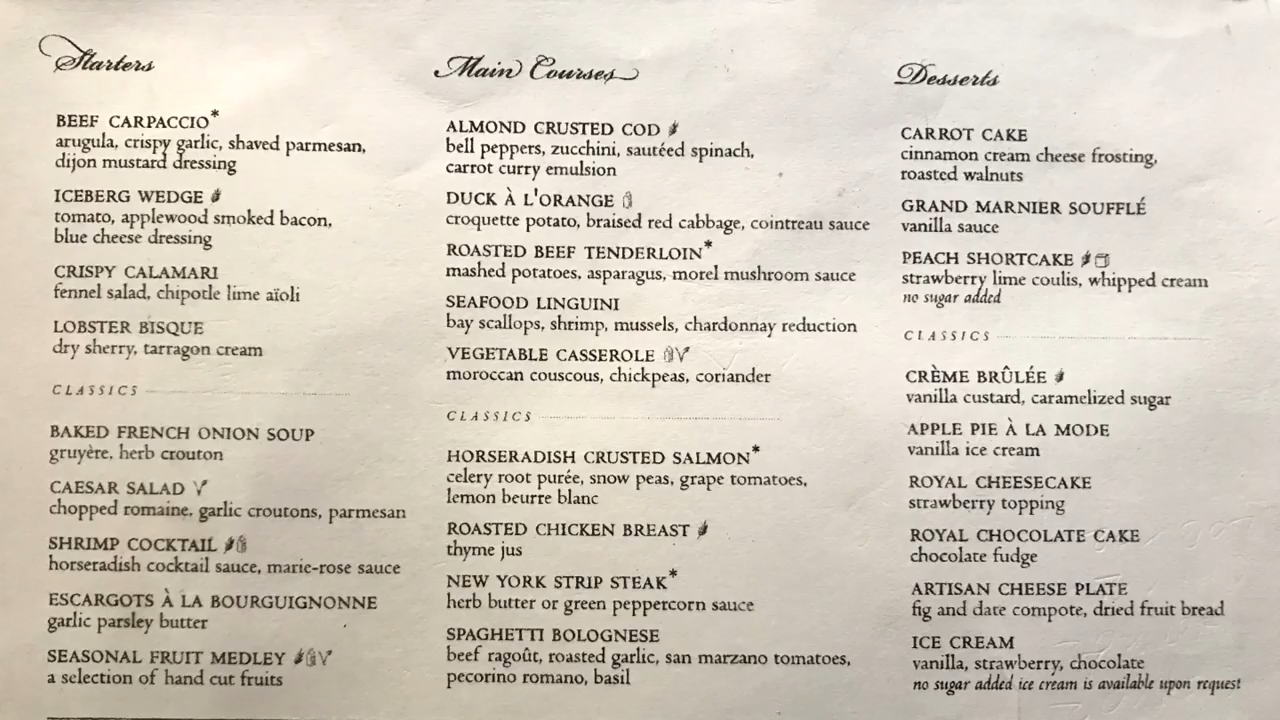 Starters
BEEF CARPACCIO*
arugula, crispy garlic, shaved parmesan,
dijon mustard dressing
ICEBERG WEDGE
tomato, applewood smoked bacon,
blue cheese dressing
CRISPY CALAMARI
fennel salad, chipotle lime aïoli
LOBSTER BISQUE
dry sherry, tarragon cream
CLASSICS
BAKED FRENCH ONION SOUP
gruyère, herb crouton
CAESAR SALAD
chopped romaine, garlic croutons, parmesan
SHRIMP COCKTAIL
horseradish cocktail sauce, marie-rose sauce
ESCARGOTS À LA BOURGUIGNONNE
garlic parsley butter
SEASONAL FRUIT MEDLEY
a selection of hand cut fruits
Main Courses
ALMOND CRUSTED COD
bell peppers, zucchini, sautéed spinach,
carrot curry emulsion
DUCK À L'ORANGE
croquette potato, braised red cabbage, cointreau sauce
ROASTED BEEF TENDERLOIN*
mashed potatoes, asparagus, morel mushroom sauce
SEAFOOD LINGUINI
bay scallops, shrimp, mussels, chardonnay reduction
VEGETABLE CASSEROLE
moroccan couscous, chickpeas, coriander
CLASSICS
HORSERADISH CRUSTED SALMON*
celery root purée, snow peas, grape tomatoes,
lemon beurre blanc
ROASTED CHICKEN BREAST
thyme jus
NEW YORK STRIP STEAK*
herb butter or green peppercorn sauce
SPAGHETTI BOLOGNESE
beef ragoût, roasted garlic, san marzano tomatoes,
pecorino romano, basil
Desserts
CARROT CAKE
cinnamon cream cheese frosting,
roasted walnuts
GRAND MARNIER SOUFFLÉ
vanilla sauce
PEACH SHORTCAKE
strawberry lime coulis, whipped cream
no sugar added
CLASSICS
CRÈME BRÛLÉE
vanilla custard, caramelized sugar
APPLE PIE À LA MODE
vanilla ice cream
ROYAL CHEESECAKE
strawberry topping
ROYAL CHOCOLATE CAKE
chocolate fudge
ARTISAN CHEESE PLATE
fig and date compote, dried fruit bread
ICE CREAM
vanilla, strawberry, chocolate
no sugar added ice cream is available upon request